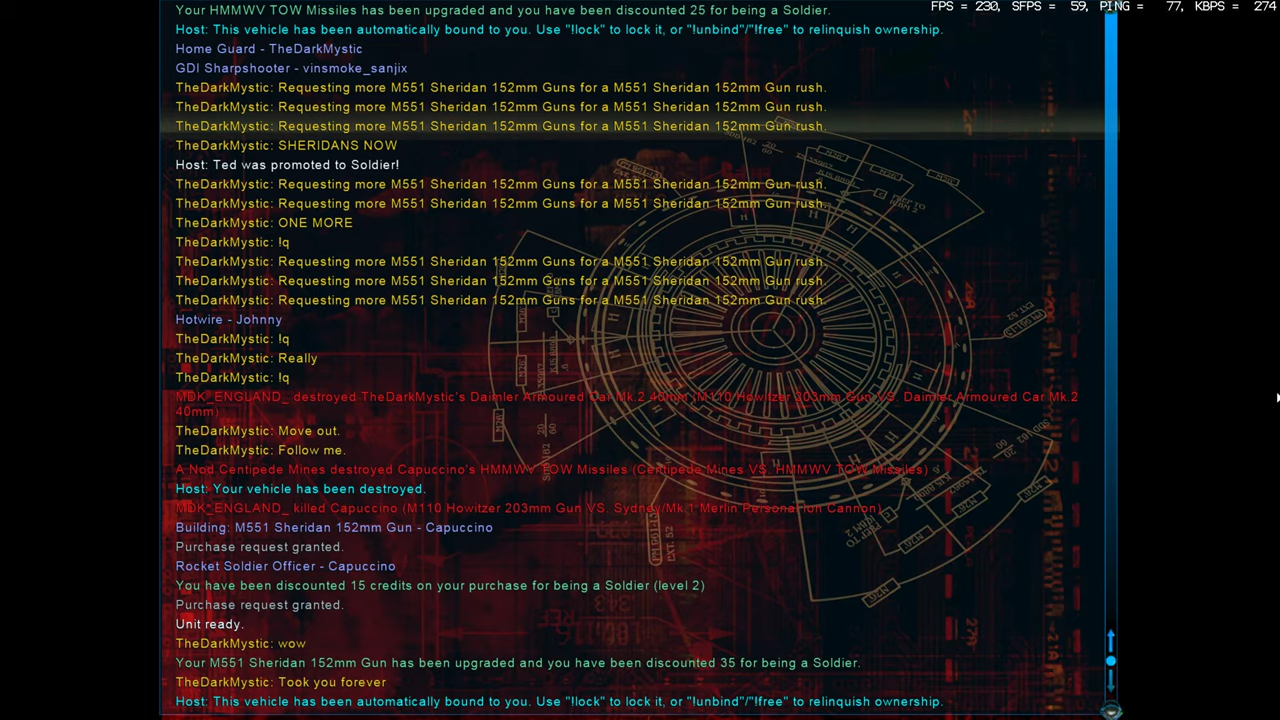 FPS = 230, SFPS = 59, PING = 77, KBPS = 274
Your HMMWV TOW Missiles has been upgraded and you have been discounted 25 for being a Soldier.
Host: This vehicle has been automatically bound to you. Use "!lock" to lock it, or "!unbind"/"!free" to relinquish ownership.
Home Guard - TheDarkMystic
GDI Sharpshooter - vinsmoke_sanjix
TheDarkMystic: Requesting more M551 Sheridan 152mm Guns for a M551 Sheridan 152mm Gun rush.
TheDarkMystic: Requesting more M551 Sheridan 152mm Guns for a M551 Sheridan 152mm Gun rush.
TheDarkMystic: Requesting more M551 Sheridan 152mm Guns for a M551 Sheridan 152mm Gun rush.
TheDarkMystic: SHERIDANS NOW
Host: Ted was promoted to Soldier!
TheDarkMystic: Requesting more M551 Sheridan 152mm Guns for a M551 Sheridan 152mm Gun rush.
TheDarkMystic: Requesting more M551 Sheridan 152mm Guns for a M551 Sheridan 152mm Gun rush.
TheDarkMystic: ONE MORE
TheDarkMystic: !q
TheDarkMystic: Requesting more M551 Sheridan 152mm Guns for a M551 Sheridan 152mm Gun rush.
TheDarkMystic: Requesting more M551 Sheridan 152mm Guns for a M551 Sheridan 152mm Gun rush.
TheDarkMystic: Requesting more M551 Sheridan 152mm Guns for a M551 Sheridan 152mm Gun rush.
Hotwire - Johnny
TheDarkMystic: !q
TheDarkMystic: Really
TheDarkMystic: !q
MDK_ENGLAND_ destroyed TheDarkMystic's Daimler Armoured Car Mk.2 40mm (M110 Howitzer 203mm Gun VS. Daimler Armoured Car Mk.2
40mm)
TheDarkMystic: Move out.
TheDarkMystic: Follow me.
A Nod Centipede Mines destroyed Capuccino's HMMWV TOW Missiles (Centipede Mines VS. HMMWV TOW Missiles)
Host: Your vehicle has been destroyed.
MDK_ENGLAND_ killed Capuccino (M110 Howitzer 203mm Gun VS. Sydney/Mk.1 Merlin Personal Ion Cannon)
Building: M551 Sheridan 152mm Gun - Capuccino
Purchase request granted.
Rocket Soldier Officer - Capuccino
You have been discounted 15 credits on your purchase for being a Soldier (level 2)
Purchase request granted.
Unit ready.
TheDarkMystic: wow
Your M551 Sheridan 152mm Gun has been upgraded and you have been discounted 35 for being a Soldier.
TheDarkMystic: Took you forever
Host: This vehicle has been automatically bound to you. Use "!lock" to lock it, or "!unbind"/"!free" to relinquish ownership.